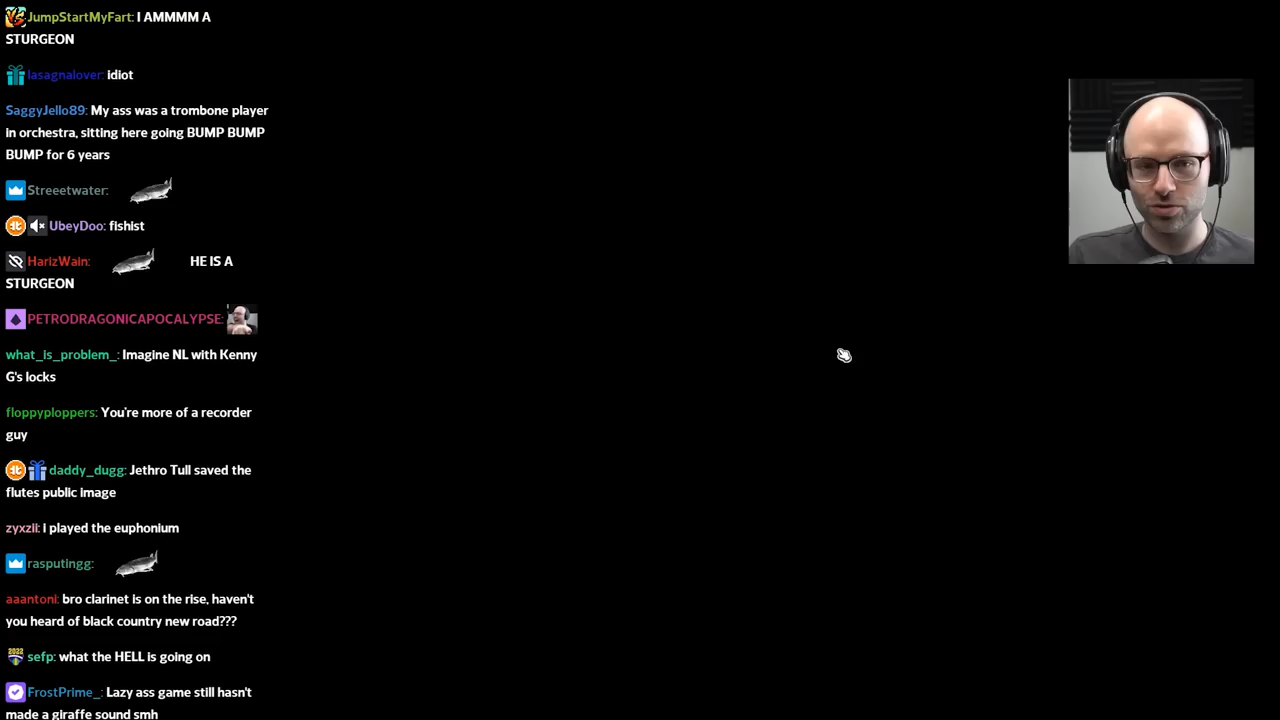 JumpStartMyFart: I AMMMM A
STURGEON
lasagnalover: idiot
SaggyJello89: My ass was a trombone player
in orchestra, sitting here going BUMP BUMP
BUMP for 6 years
Streeetwater:
UbeyDoo: fishist
HarizWain: HE IS A
STURGEON
PETRODRAGONICAPOCALYPSE:
what_is_problem_: Imagine NL with Kenny
G's locks
floppyploppers: You're more of a recorder
guy
daddy_dugg: Jethro Tull saved the
flutes public image
zyxzii: i played the euphonium
rasputingg:
aaantoni: bro clarinet is on the rise, haven't
you heard of black country new road???
sefp: what the HELL is going on
FrostPrime_: Lazy ass game still hasn't
made a giraffe sound smh